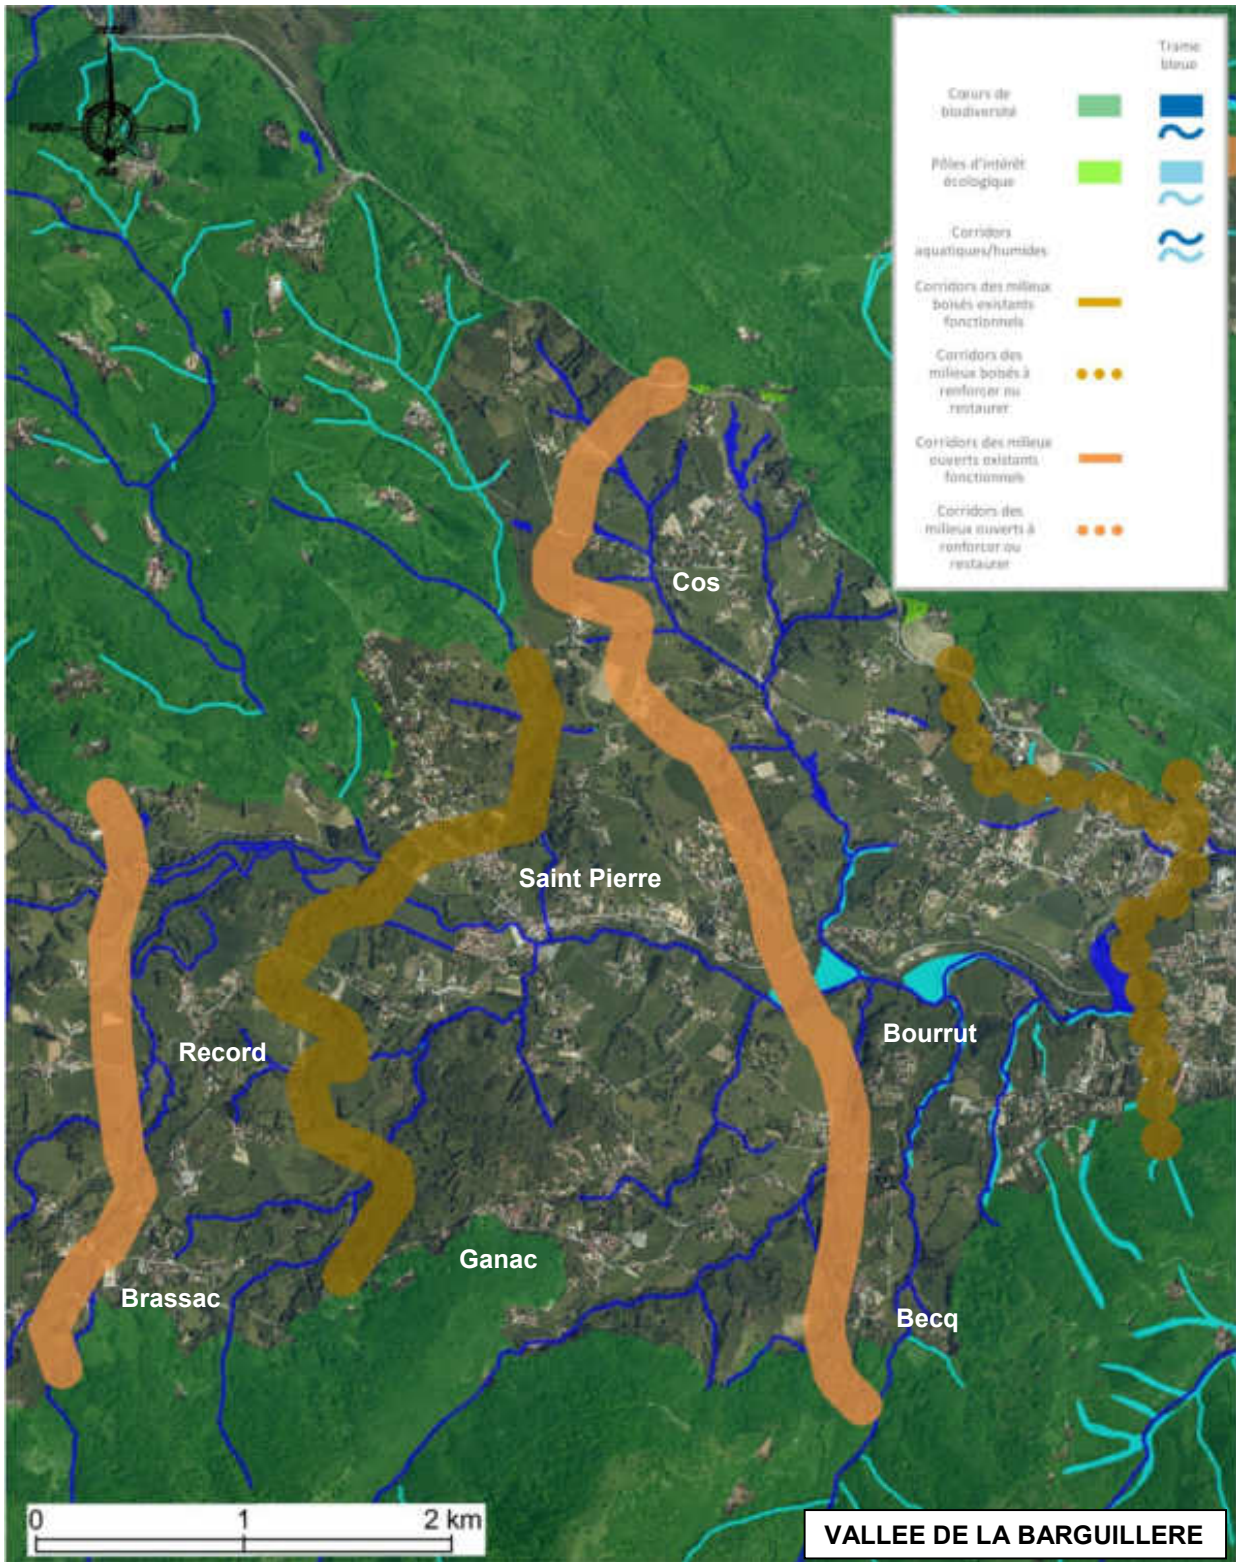 Trame
bleue
Cœurs de
biodiversité
Pôles d'intérêt
écologique
Corridors
aquatiques/humides
Corridors des milieux
boisés existants
fonctionnels
Corridors des
milieux boisés à
renforcer ou
restaurer
Corridors des milieux
ouverts existants
fonctionnels
Corridors des
milieux ouverts à
renforcer ou
restaurer
Cos
Saint Pierre
Bourrut
Record
Ganac
Brassac
Becq
0 1 2 km
VALLEE DE LA BARGUILLERE